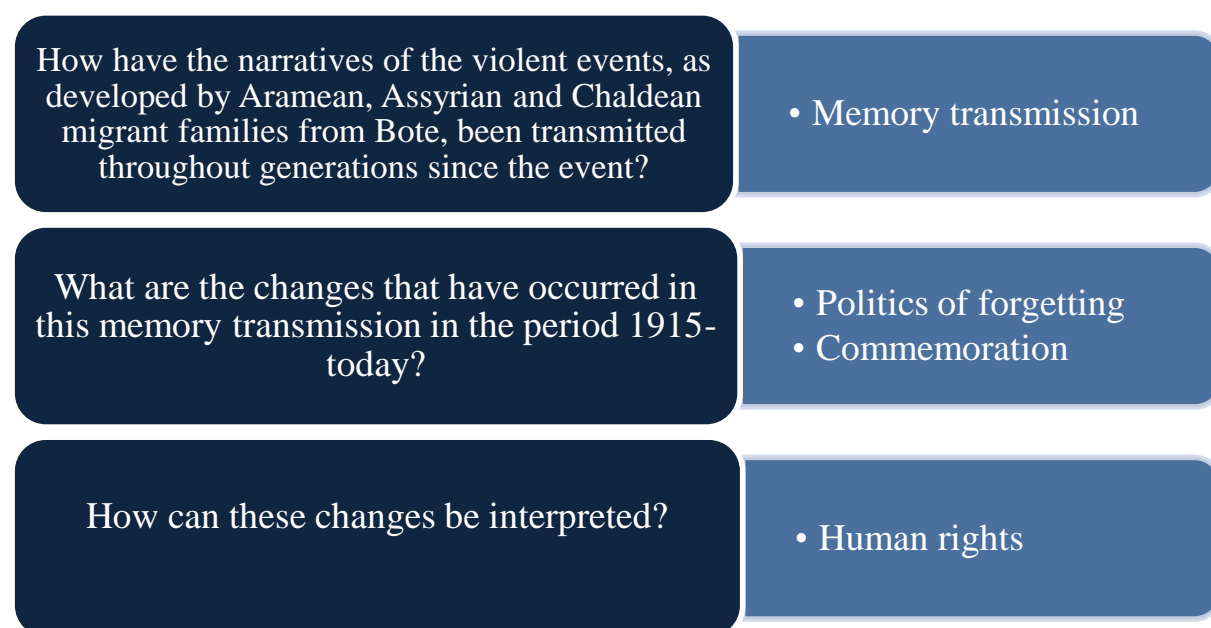 How have the narratives of the violent events, as
developed by Aramean, Assyrian and Chaldean
migrant families from Bote, been transmitted
throughout generations since the event?
• Memory transmission
What are the changes that have occurred in
this memory transmission in the period 1915-
today?
• Politics of forgetting
• Commemoration
How can these changes be interpreted?
• Human rights